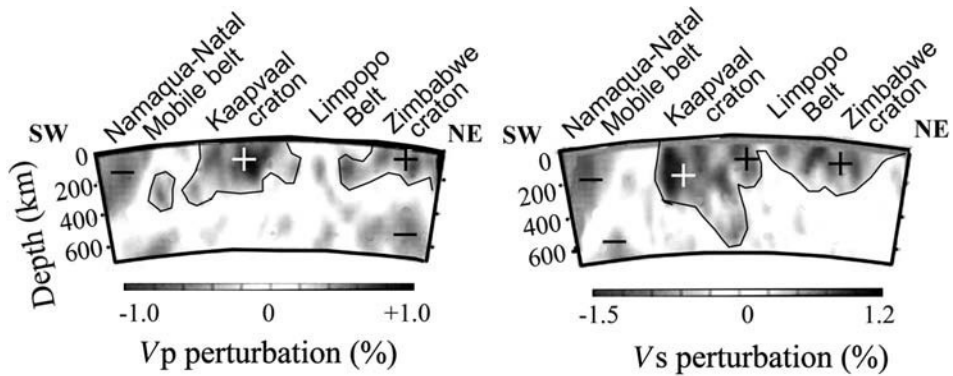 Namaqua-Natal
Mobile belt
Kaapvaal
craton
Limpopo
Belt
Zimbabwe
craton
SW
NE
Depth (km)
0
200
400
600
+
+
−
−
-1.0
0
+1.0
Vp perturbation (%)
Namaqua-Natal
Mobile belt
Kaapvaal
craton
Limpopo
Belt
Zimbabwe
craton
SW
NE
0
200
400
600
+
+
+
−
−
-1.5
0
1.2
Vs perturbation (%)